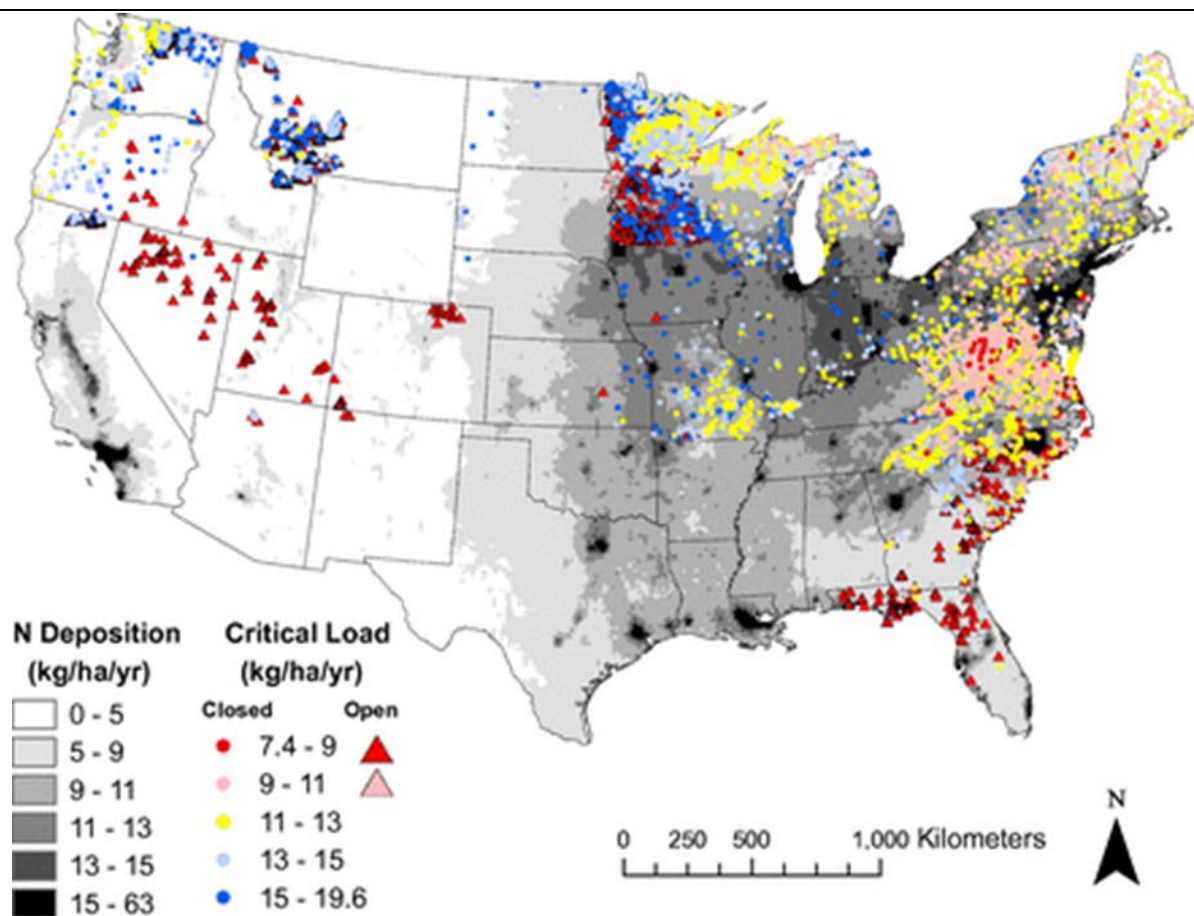 N Deposition
(kg/ha/yr)
0 - 5
5 - 9
9 - 11
11 - 13
13 - 15
15 - 63
Critical Load
(kg/ha/yr)
Closed Open
7.4 - 9
9 - 11
11 - 13
13 - 15
15 - 19.6
0 250 500 1,000 Kilometers
N